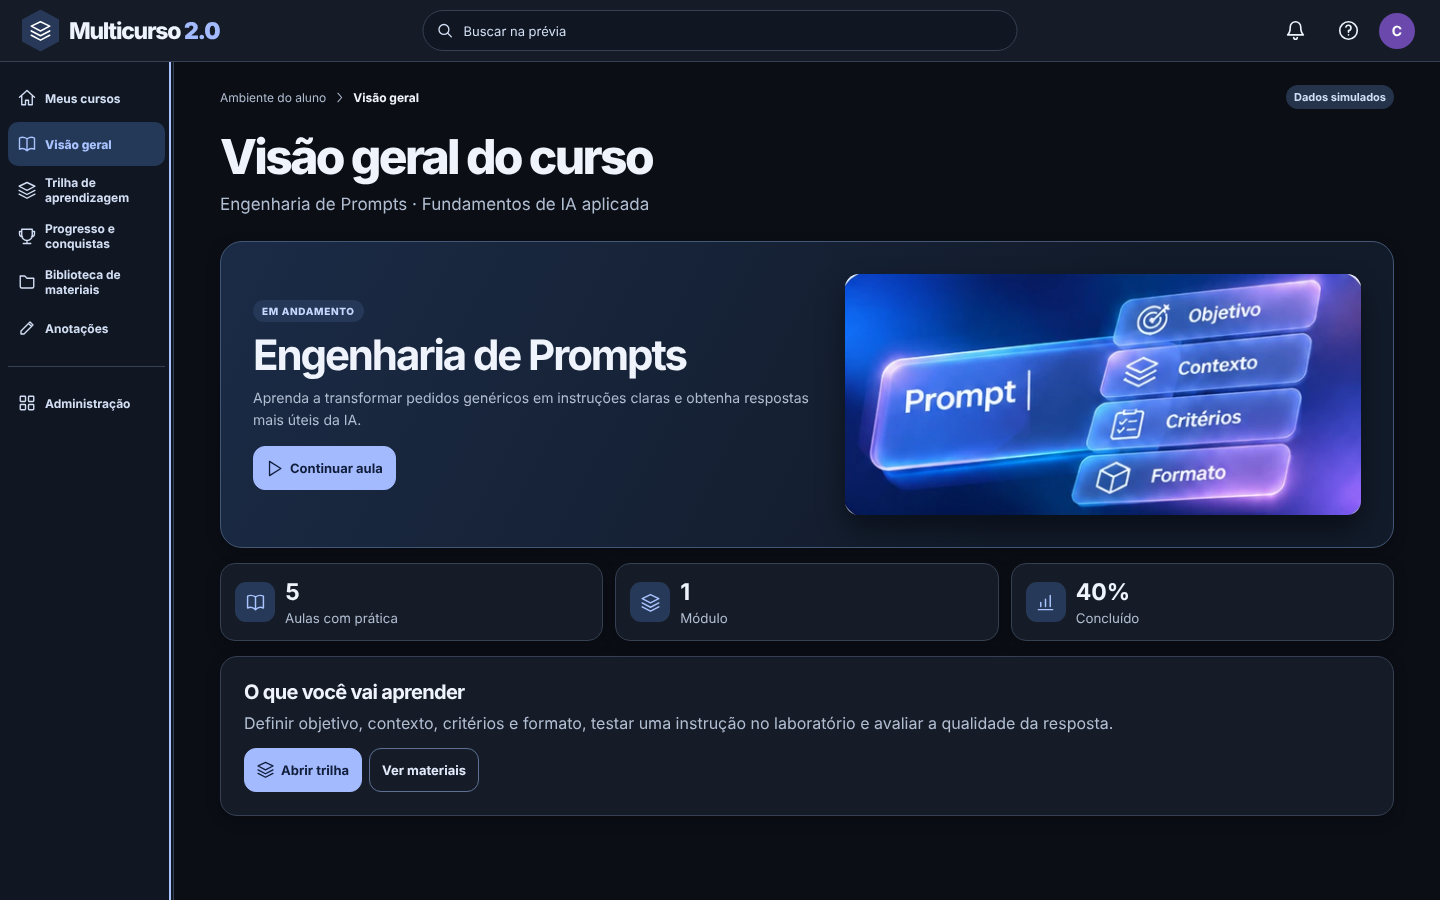 Multicurso 2.0
Buscar na prévia
C
Meus cursos
Visão geral
Trilha de
aprendizagem
Progresso e
conquistas
Biblioteca de
materiais
Anotações
Administração
Ambiente do aluno > Visão geral
Dados simulados
Visão geral do curso
Engenharia de Prompts · Fundamentos de IA aplicada
EM ANDAMENTO
Engenharia de Prompts
Aprenda a transformar pedidos genéricos em instruções claras e obtenha respostas
mais úteis da IA.
Continuar aula
Prompt |
Objetivo
Contexto
Critérios
Formato
5
Aulas com prática
1
Módulo
40%
Concluído
O que você vai aprender
Definir objetivo, contexto, critérios e formato, testar uma instrução no laboratório e avaliar a qualidade da resposta.
Abrir trilha
Ver materiais